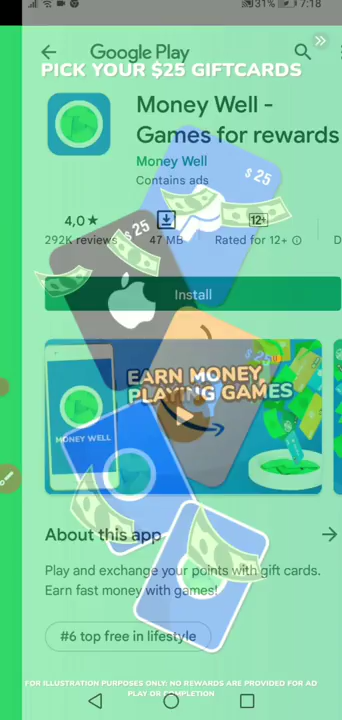 31% 7:18
Google Play
PICK YOUR $25 GIFTCARDS
Money Well -
Games for rewards
Money Well
Contains ads
$ 25
4,0★
12+
292K reviews
$ 25
47 MB
Rated for 12+
D
Install
EARN MONEY
PLAYING GAMES
MONEY WELL
About this app
Play and exchange your points with gift cards.
Earn fast money with games!
#6 top free in lifestyle
FOR ILLUSTRATION PURPOSES ONLY: NO REWARDS ARE PROVIDED FOR AD
PLAY OR COMPLETION